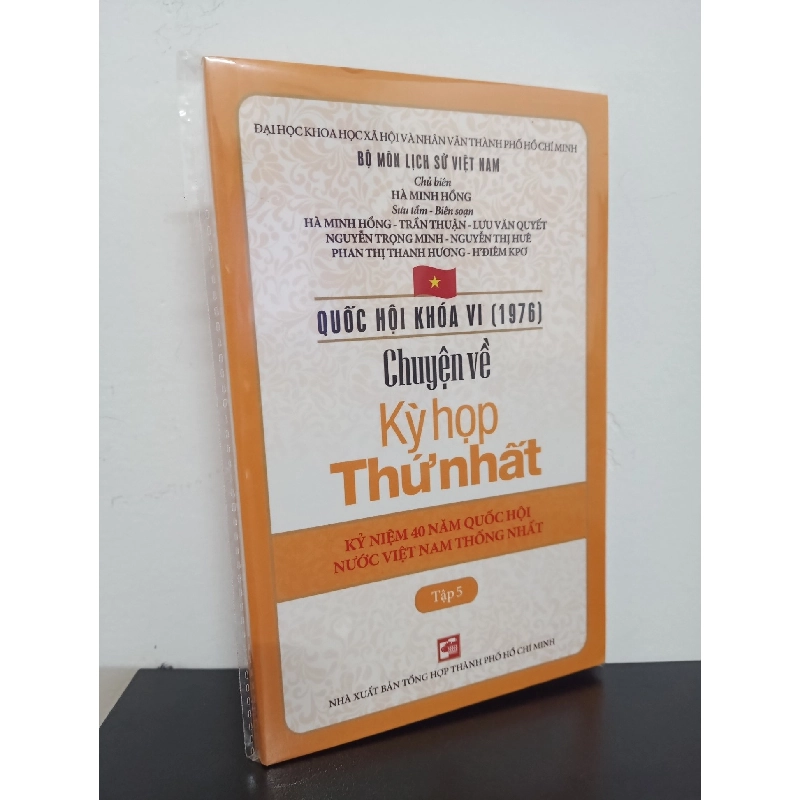 ĐẠI HỌC KHOA HỌC XÃ HỘI VÀ NHÂN VĂN THÀNH PHỐ HỒ CHÍ MINH
BỘ MÔN LỊCH SỬ VIỆT NAM
Chủ biên
HÀ MINH HỒNG
Sưu tầm - Biên soạn
HÀ MINH HỒNG - TRẦN THUẬN - LƯU VĂN QUYẾT
NGUYỄN TRỌNG MINH - NGUYỄN THỊ HUỆ
PHAN THỊ THANH HƯƠNG - H'ĐIÊM KPƠ
QUỐC HỘI KHÓA VI (1976)
Chuyện về
Kỳ họp
Thứ nhất
KỶ NIỆM 40 NĂM QUỐC HỘI
NƯỚC VIỆT NAM THỐNG NHẤT
Tập 5
NHÀ XUẤT BẢN TỔNG HỢP THÀNH PHỐ HỒ CHÍ MINH